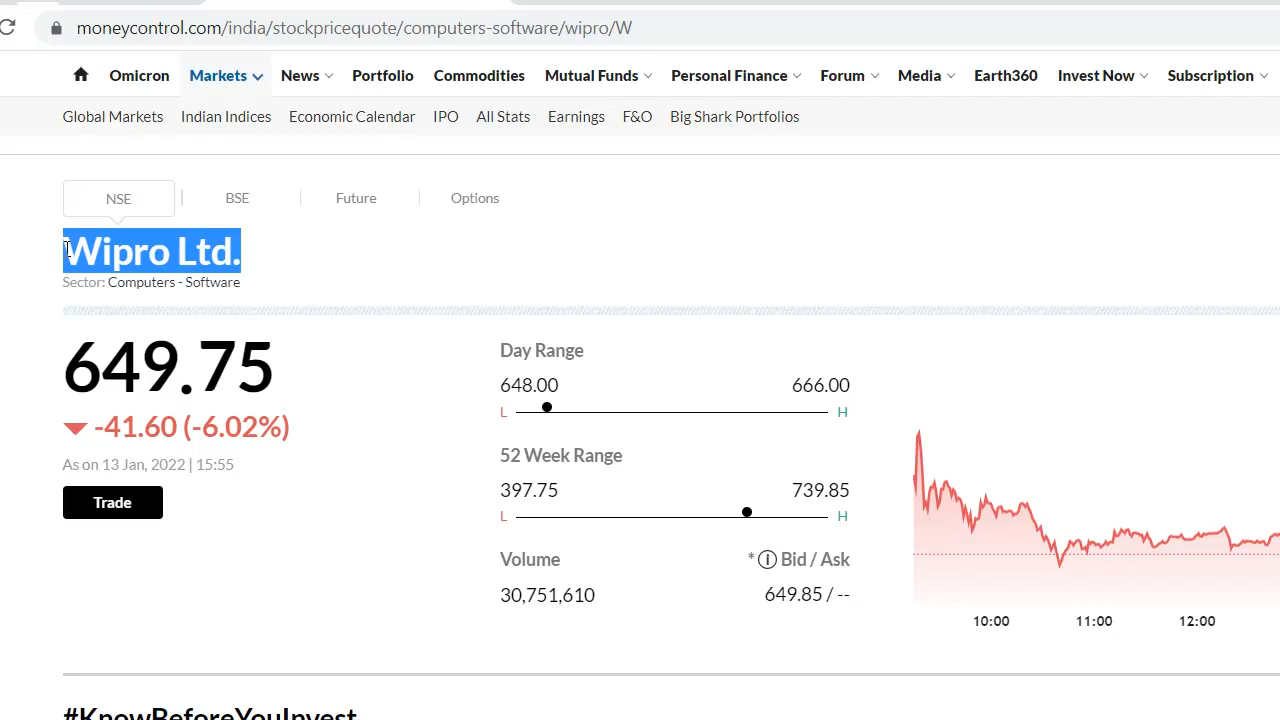 moneycontrol.com/india/stockpricequote/computers-software/wipro/W
Omicron Markets News Portfolio Commodities Mutual Funds Personal Finance Forum Media Earth360 Invest Now Subscription
Global Markets Indian Indices Economic Calendar IPO All Stats Earnings F&O Big Shark Portfolios
NSE BSE Future Options
Wipro Ltd.
Sector: Computers - Software
649.75
-41.60 (-6.02%)
As on 13 Jan, 2022 | 15:55
Trade
Day Range
648.00 666.00
L H
52 Week Range
397.75 739.85
L H
Volume * ⓘ Bid / Ask
30,751,610 649.85 / --
10:00 11:00 12:00
#KnowBeforeYouInvest